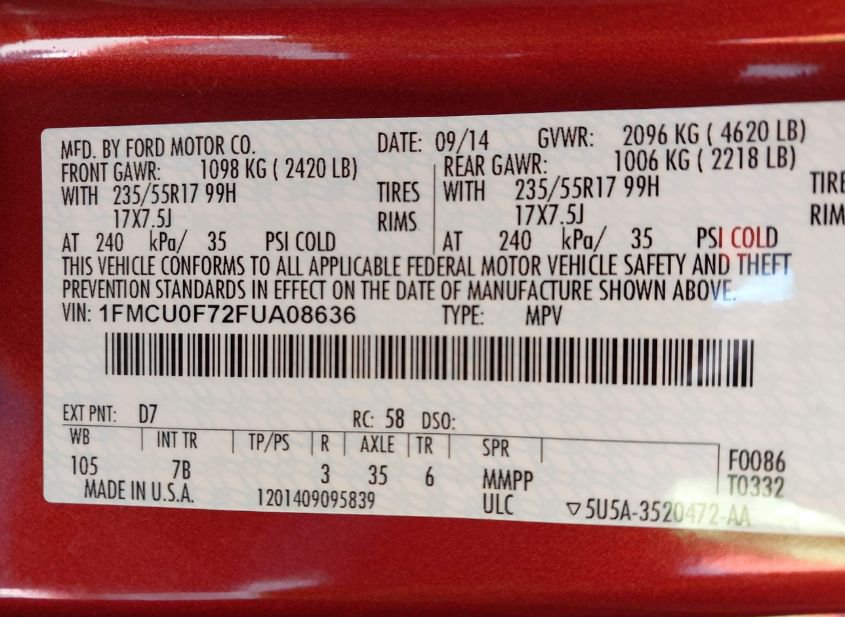 MFD. BY FORD MOTOR CO. DATE: 09/14 GVWR: 2096 KG ( 4620 LB)
FRONT GAWR: 1098 KG ( 2420 LB) REAR GAWR: 1006 KG ( 2218 LB)
WITH 235/55R17 99H TIRES WITH 235/55R17 99H TIRE
17X7.5J RIMS 17X7.5J RIM
AT 240 kPa/ 35 PSI COLD AT 240 kPa/ 35 PSI COLD
THIS VEHICLE CONFORMS TO ALL APPLICABLE FEDERAL MOTOR VEHICLE SAFETY AND THEFT
PREVENTION STANDARDS IN EFFECT ON THE DATE OF MANUFACTURE SHOWN ABOVE.
VIN: 1FMCU0F72FUA08636 TYPE: MPV
EXT PNT: D7 RC: 58 DSO:
WB INT TR TP/PS R AXLE TR SPR
105 7B 3 35 6 MMPP F0086
MADE IN U.S.A. 1201409095839 ULC T0332
▽5U5A-3520472-AA